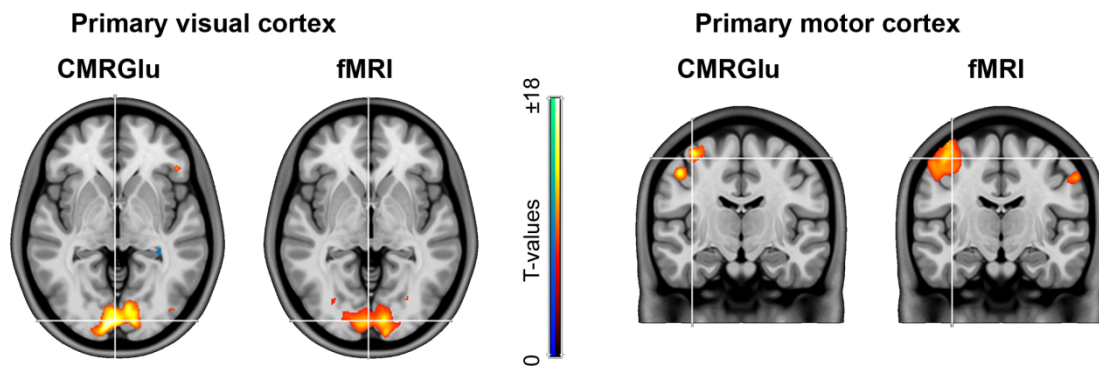 Primary visual cortex
CMRGlu
fMRI
±18
T-values
0
Primary motor cortex
CMRGlu
fMRI